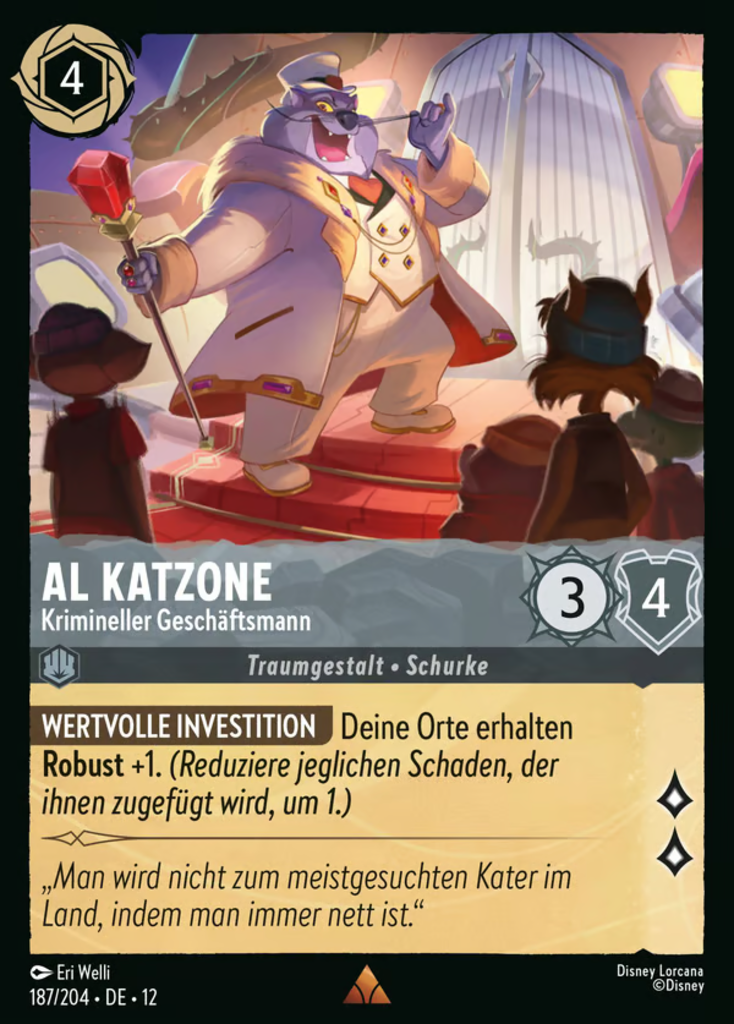 4
AL KATZONE
Krimineller Geschäftsmann
3
4
Traumgestalt • Schurke
WERTVOLLE INVESTITION Deine Orte erhalten
Robust +1. (Reduziere jeglichen Schaden, der
ihnen zugefügt wird, um 1.)
„Man wird nicht zum meistgesuchten Kater im
Land, indem man immer nett ist.“
Eri Welli
187/204 • DE • 12
Disney Lorcana
©Disney